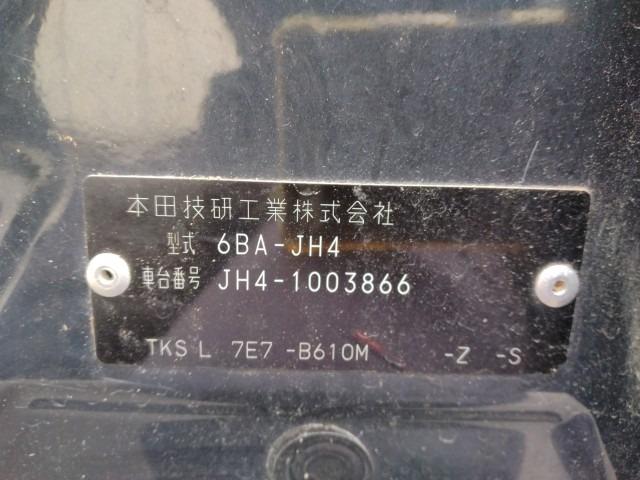 本田技研工業株式会社
型式 6BA-JH4
車台番号 JH4-1003866
TKS L 7E7 -B610M -Z -S